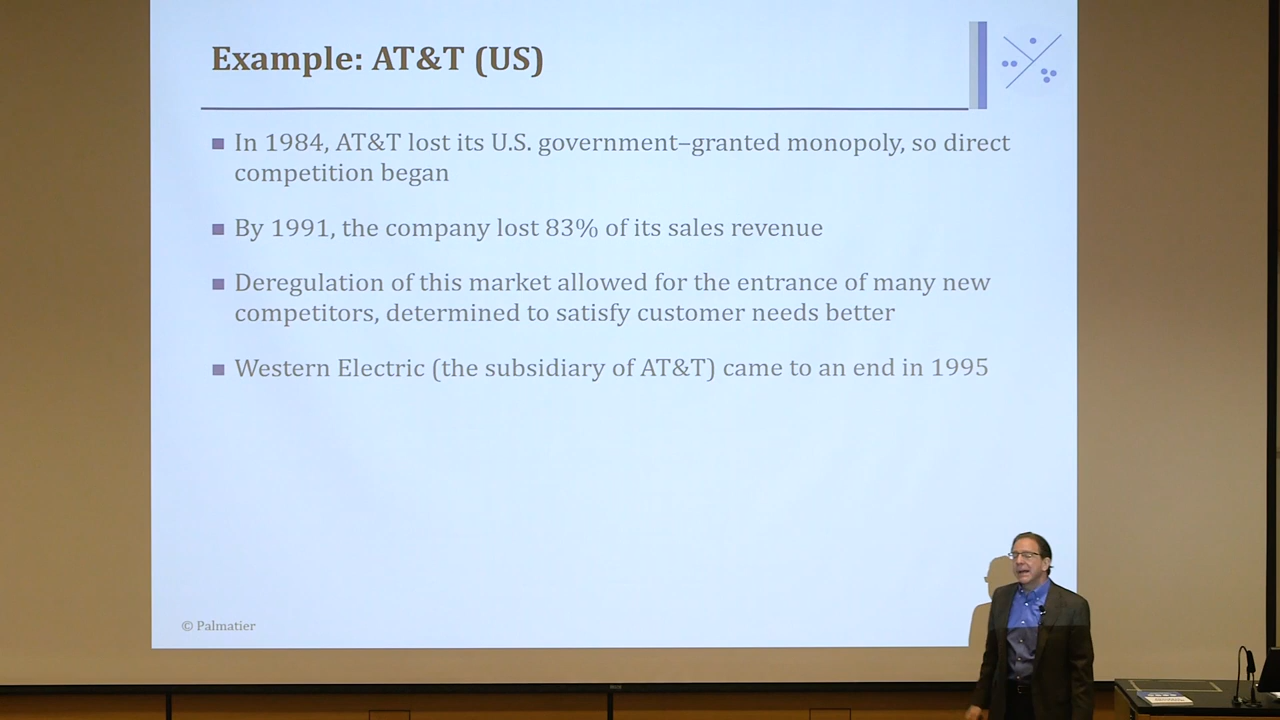 Example: AT&T (US)
■ In 1984, AT&T lost its U.S. government–granted monopoly, so direct
competition began
■ By 1991, the company lost 83% of its sales revenue
■ Deregulation of this market allowed for the entrance of many new
competitors, determined to satisfy customer needs better
■ Western Electric (the subsidiary of AT&T) came to an end in 1995
© Palmatier